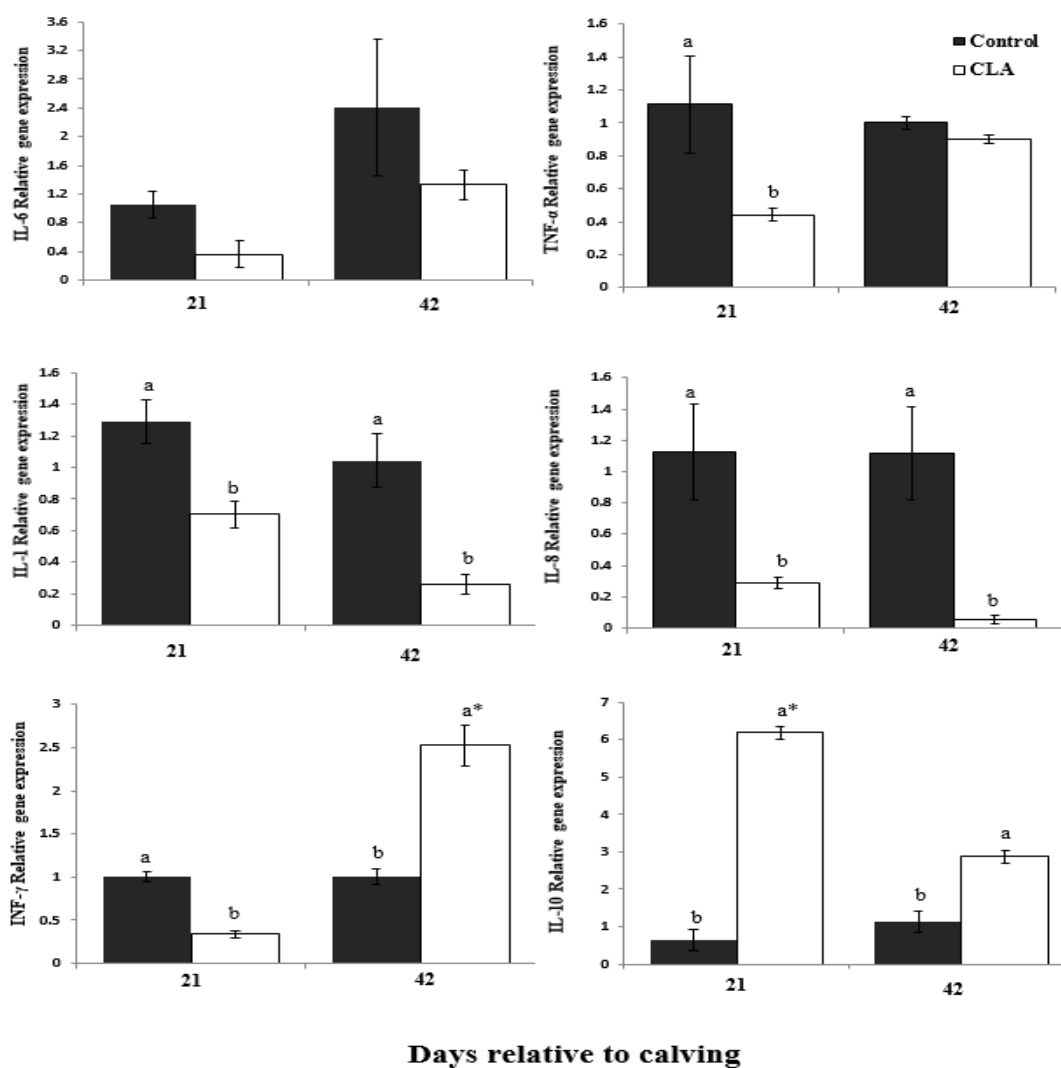 IL-6 Relative gene expression
3.6
3.2
2.8
2.4
2
1.6
1.2
0.8
0.4
0
21
42
TNF-α Relative gene expression
1.6
1.4
1.2
1
0.8
0.6
0.4
0.2
0
a
b
21
42
Control
CLA
IL-1 Relative gene expression
1.6
1.4
1.2
1
0.8
0.6
0.4
0.2
0
a
b
a
b
21
42
IL-8 Relative gene expression
1.6
1.4
1.2
1
0.8
0.6
0.4
0.2
0
a
b
a
b
21
42
INF-γ Relative gene expression
3
2.5
2
1.5
1
0.5
0
a
b
b
a*
21
42
IL-10 Relative gene expression
7
6
5
4
3
2
1
0
b
a*
b
a
21
42
Days relative to calving